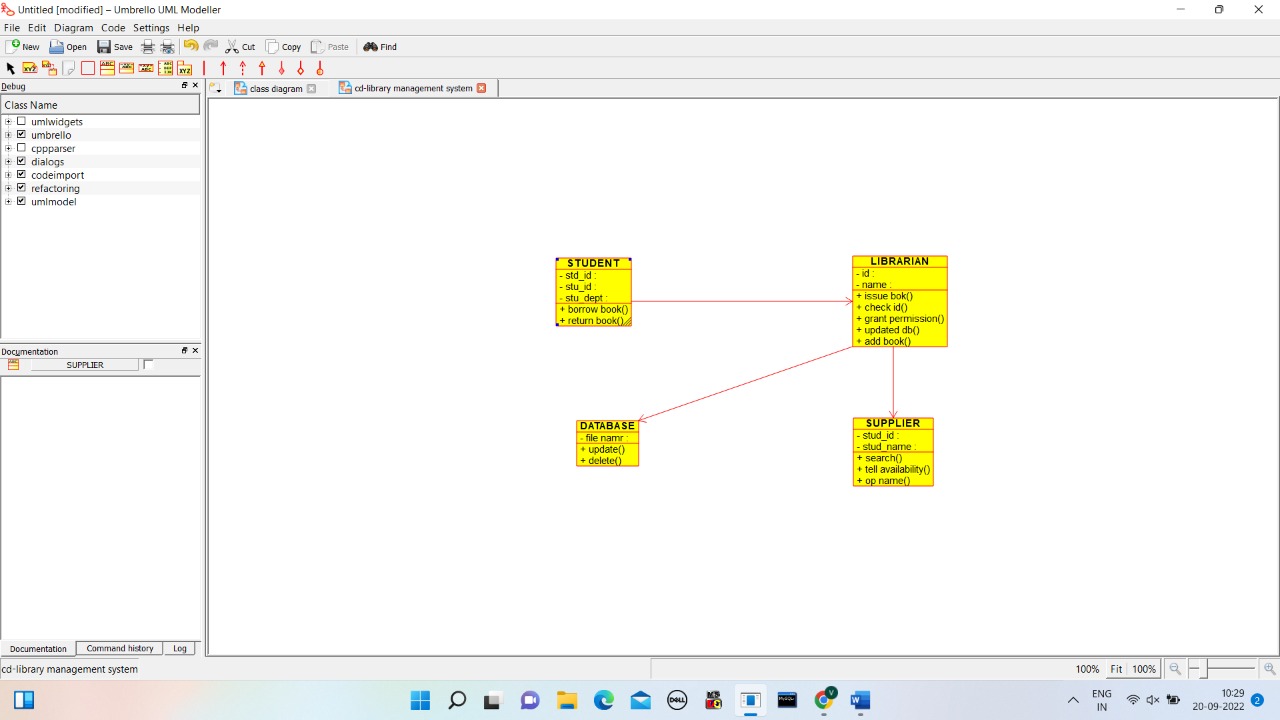 Untitled [modified] – Umbrello UML Modeller
File Edit Diagram Code Settings Help
New Open Save Cut Copy Paste Find
Debug
class diagram cd-library management system
Class Name
umlwidgets
umbrello
cppparser
dialogs
codeimport
refactoring
umlmodel
STUDENT
- std_id :
- stu_id :
- stu_dept :
+ borrow book()
+ return book()
LIBRARIAN
- id :
- name :
+ issue bok()
+ check id()
+ grant permission()
+ updated db()
+ add book()
DATABASE
- file namr :
+ update()
+ delete()
SUPPLIER
- stud_id :
- stud_name :
+ search()
+ tell availability()
+ op name()
Documentation
SUPPLIER
Documentation Command history Log
cd-library management system
100% Fit 100%
ENG
IN
10:29
20-09-2022
2